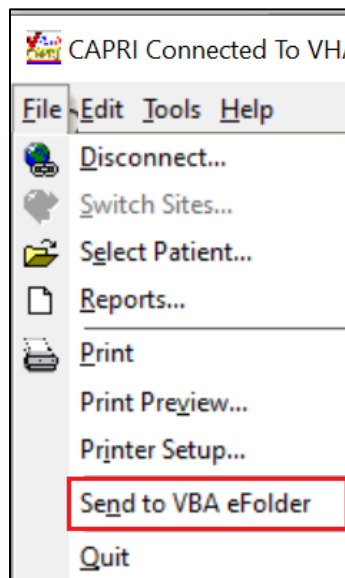 CAPRI Connected To VHA
File Edit Tools Help
Disconnect...
Switch Sites...
Select Patient...
Reports...
Print
Print Preview...
Printer Setup...
Send to VBA eFolder
Quit